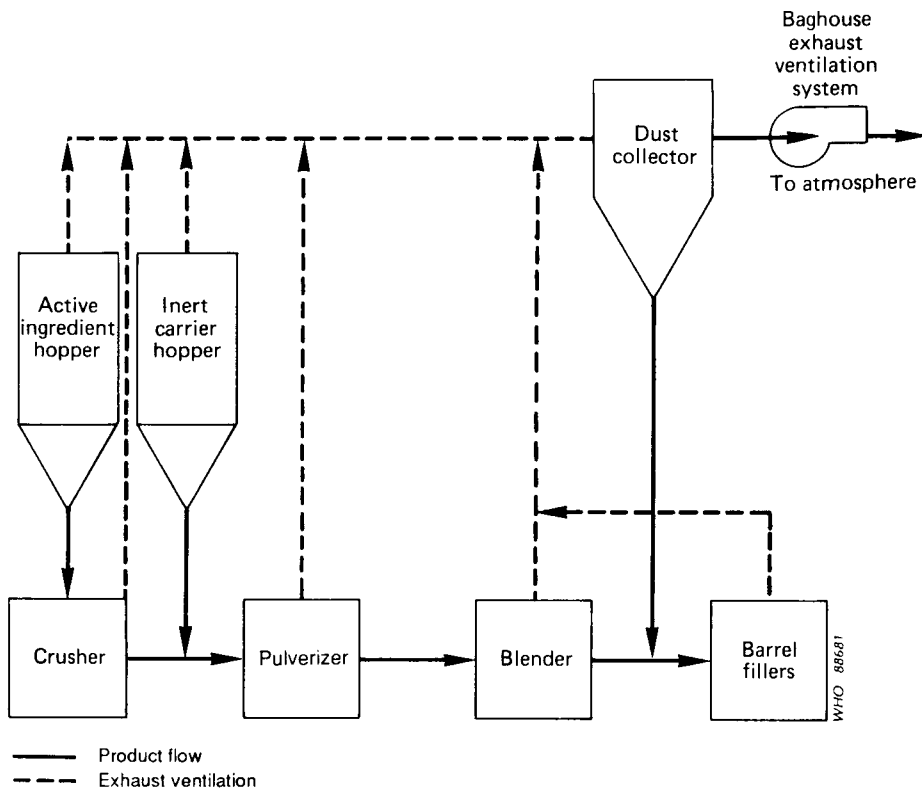 Baghouse
exhaust
ventilation
system
Dust
collector
To atmosphere
Active
ingredient
hopper
Inert
carrier
hopper
Crusher
Pulverizer
Blender
Barrel
fillers
WHO 88681
Product flow
Exhaust ventilation